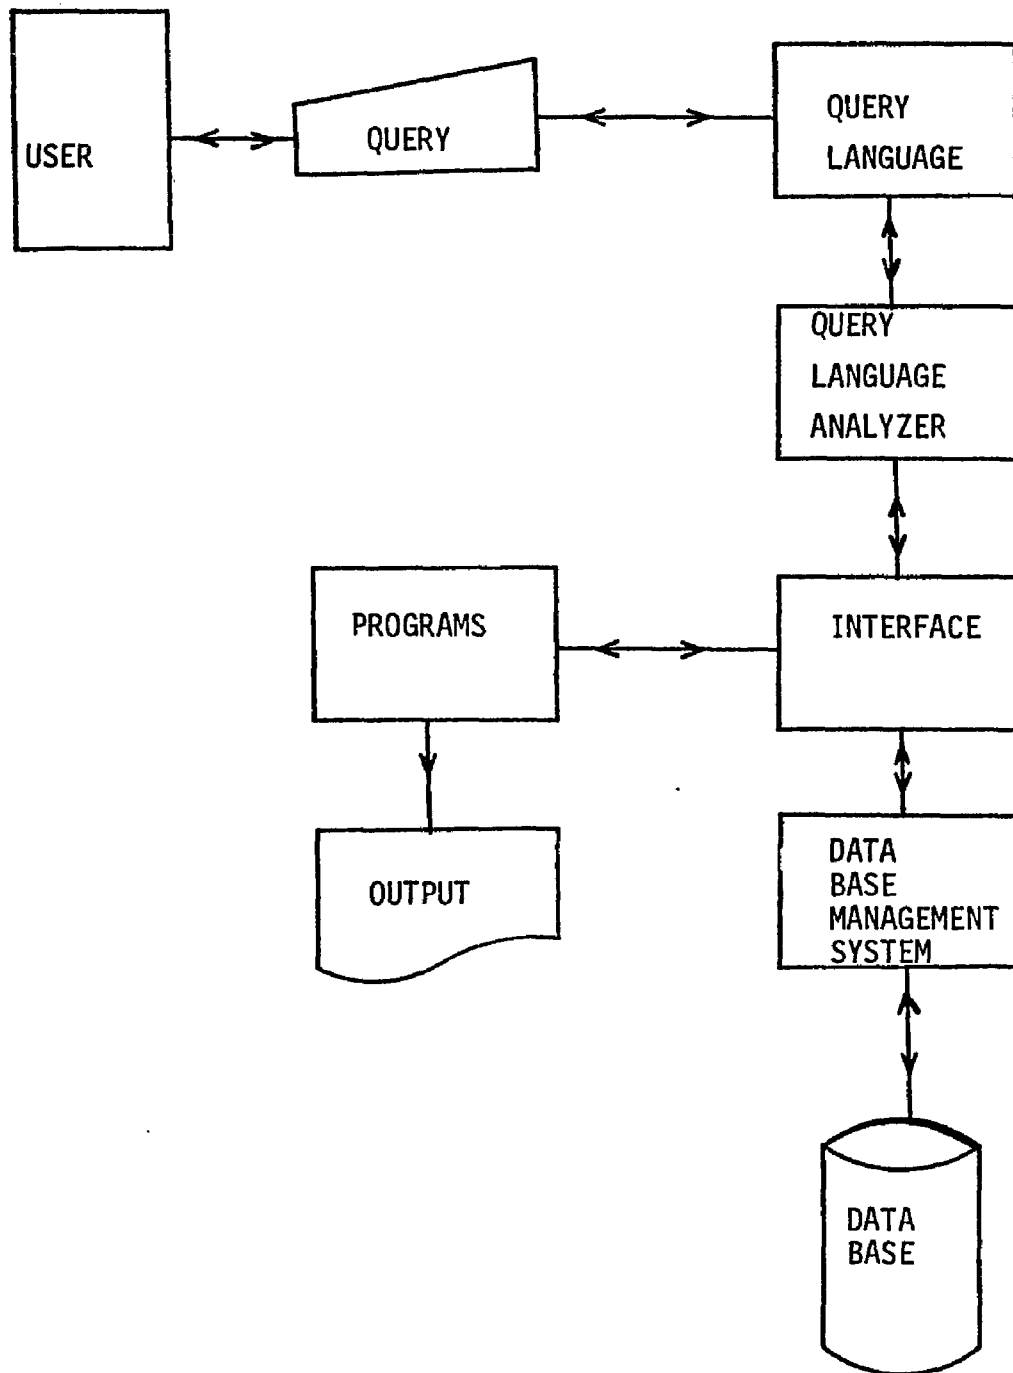 USER
QUERY
QUERY
LANGUAGE
QUERY
LANGUAGE
ANALYZER
PROGRAMS
INTERFACE
OUTPUT
DATA
BASE
MANAGEMENT
SYSTEM
DATA
BASE